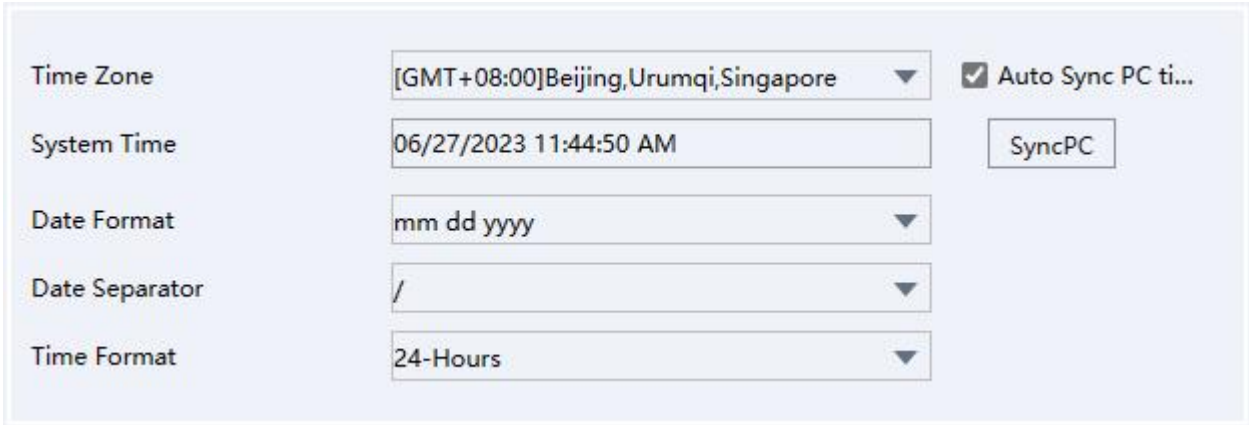 Time Zone [GMT+08:00]Beijing,Urumqi,Singapore Auto Sync PC ti...
System Time 06/27/2023 11:44:50 AM SyncPC
Date Format mm dd yyyy
Date Separator /
Time Format 24-Hours